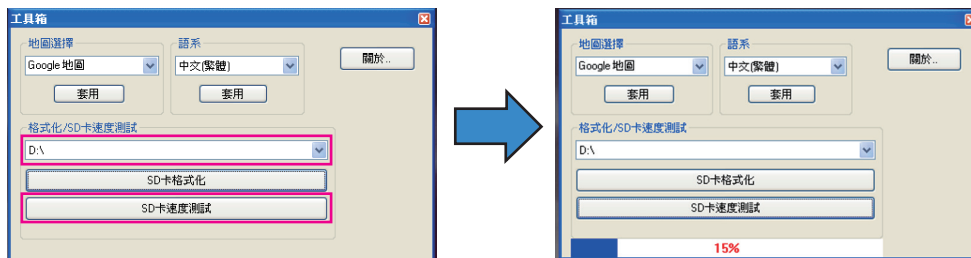 工具箱
地圖選擇
語系
Google 地圖
中文(繁體)
關於..
套用
套用
格式化/SD卡速度測試
D:\
SD卡格式化
SD卡速度測試
工具箱
地圖選擇
語系
Google 地圖
中文(繁體)
關於..
套用
套用
格式化/SD卡速度測試
D:\
SD卡格式化
SD卡速度測試
15%